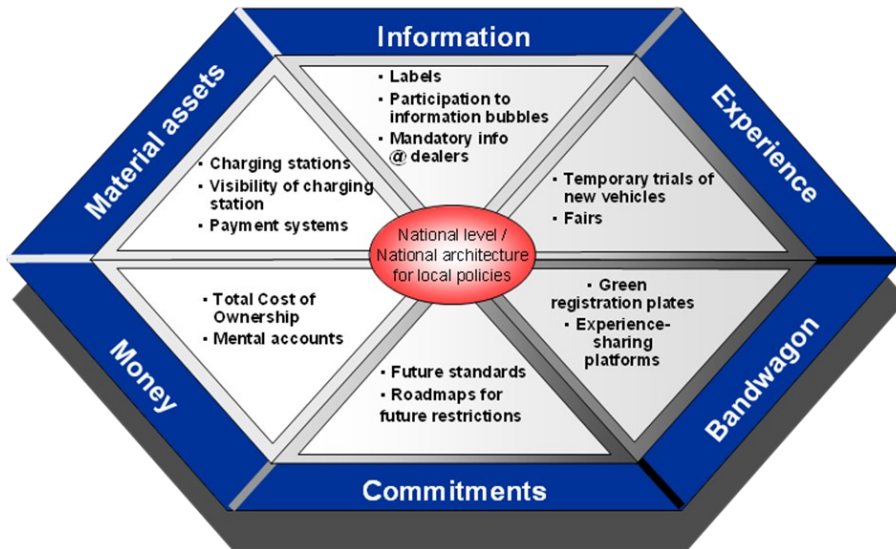 Information
▪ Labels
▪ Participation to
information bubbles
▪ Mandatory info
@ dealers
Experience
▪ Temporary trials of
new vehicles
▪ Fairs
Bandwagon
▪ Green
registration plates
▪ Experience-
sharing
platforms
Commitments
▪ Future standards
▪ Roadmaps for
future restrictions
Money
▪ Total Cost of
Ownership
▪ Mental accounts
Material assets
▪ Charging stations
▪ Visibility of charging
station
▪ Payment systems
National level /
National architecture
for local policies